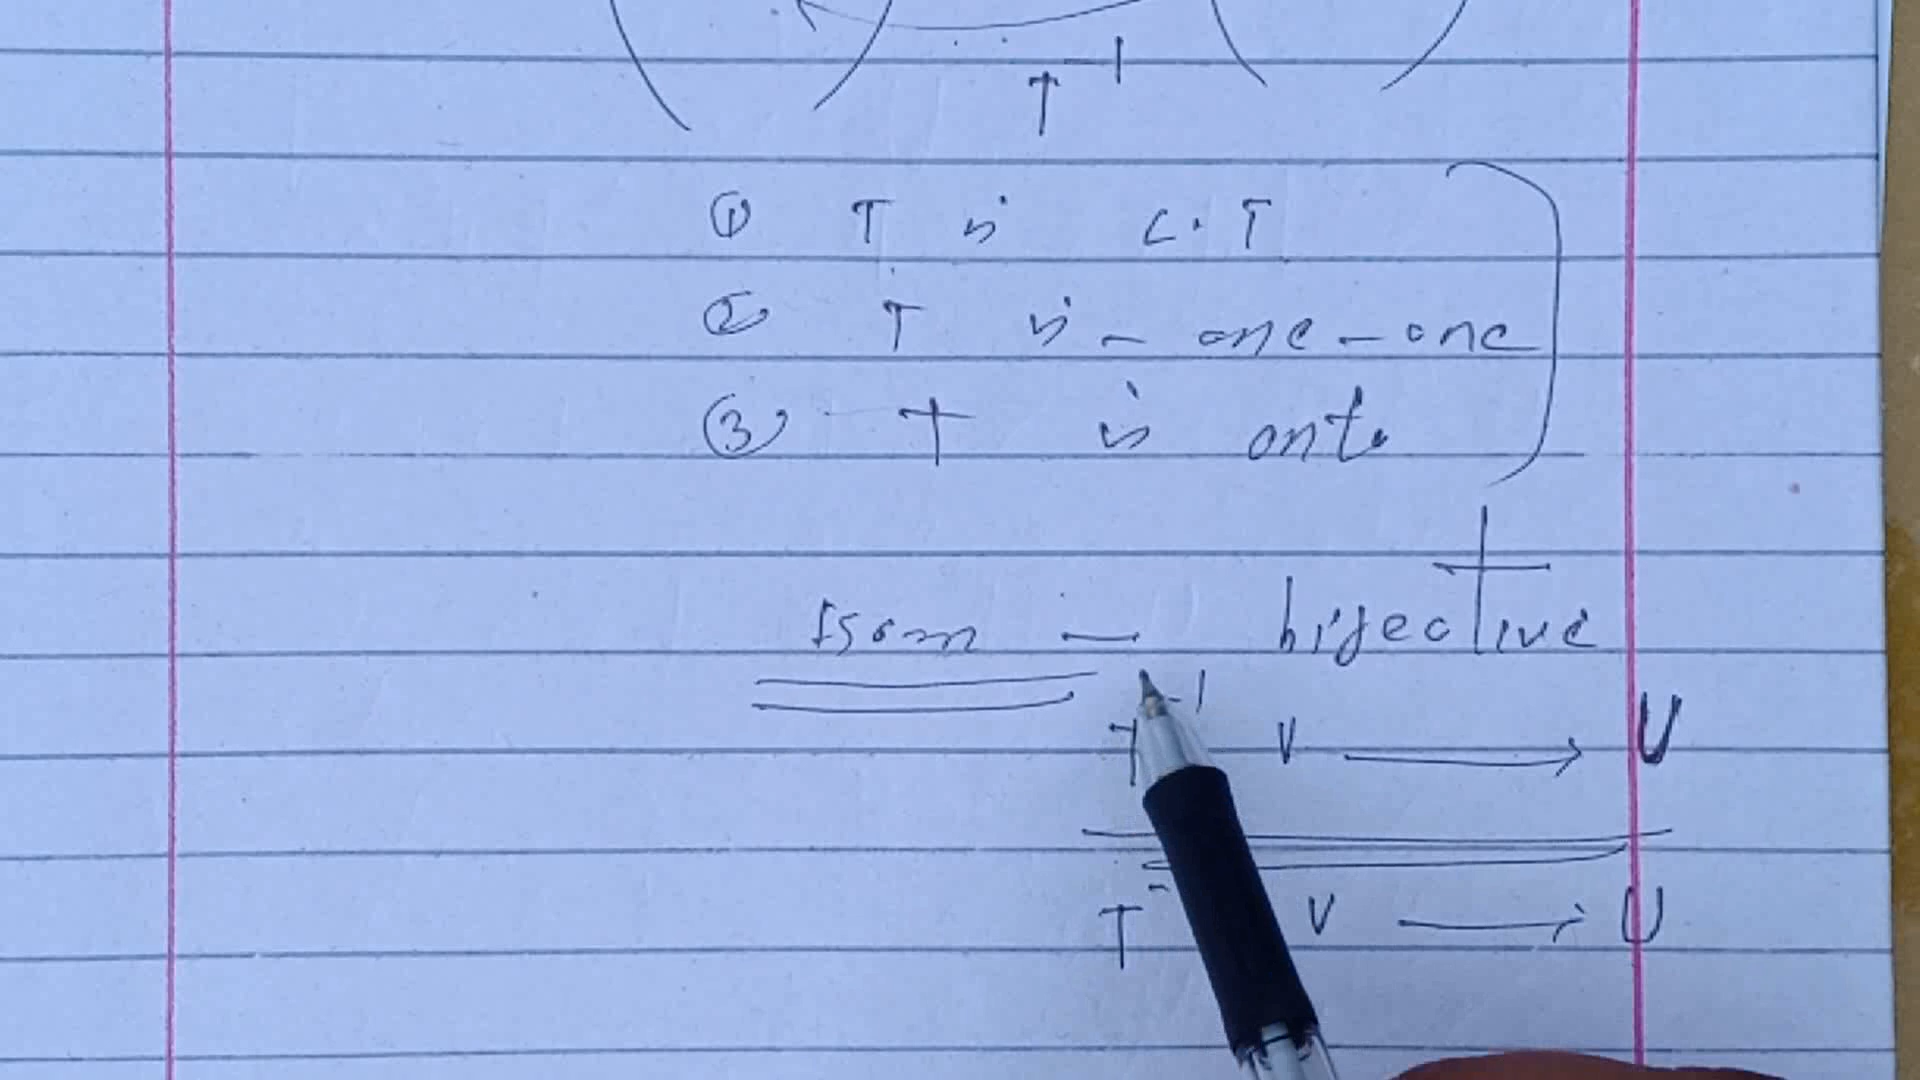 T -1
① T is L.T
② T is - one-one
③ T is onto
Isom — bijective
T -1 V → U
T - V → U